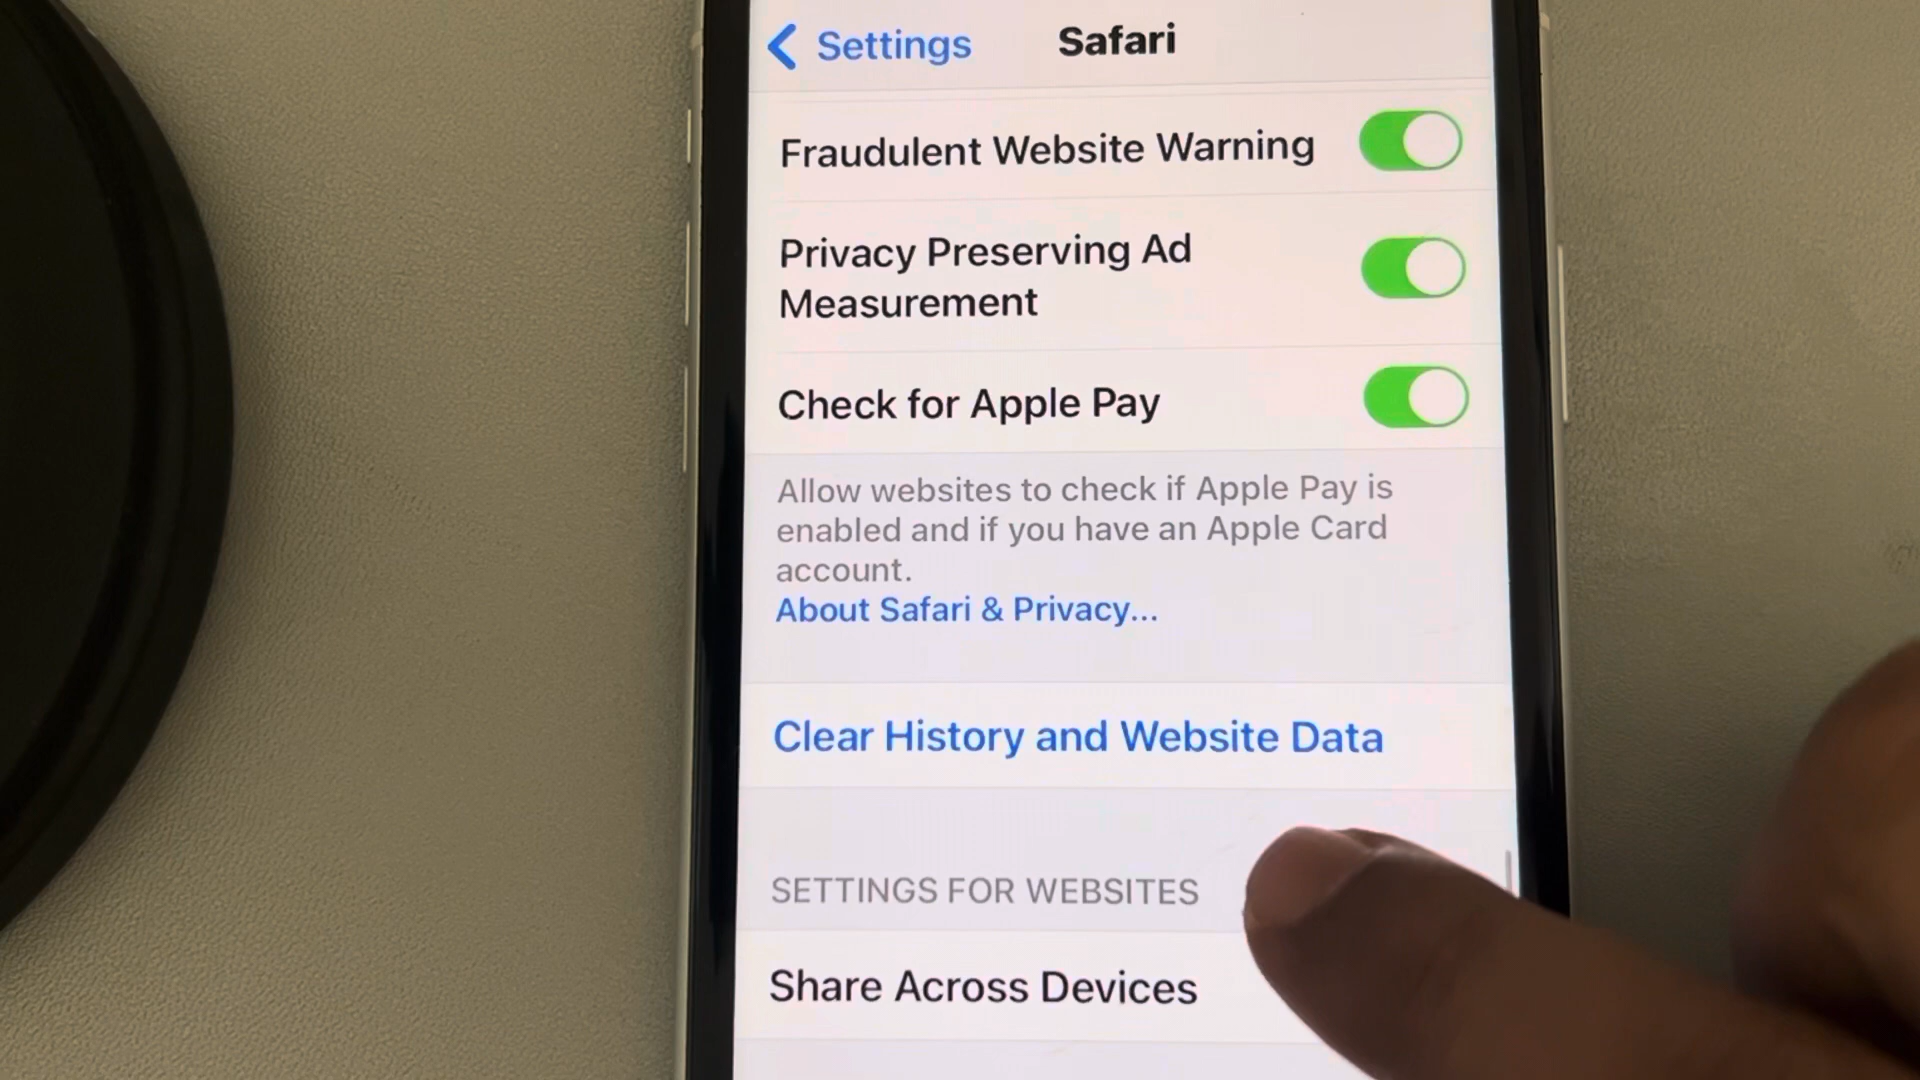 Settings
Safari
Fraudulent Website Warning
Privacy Preserving Ad
Measurement
Check for Apple Pay
Allow websites to check if Apple Pay is
enabled and if you have an Apple Card
account.
About Safari & Privacy...
Clear History and Website Data
SETTINGS FOR WEBSITES
Share Across Devices